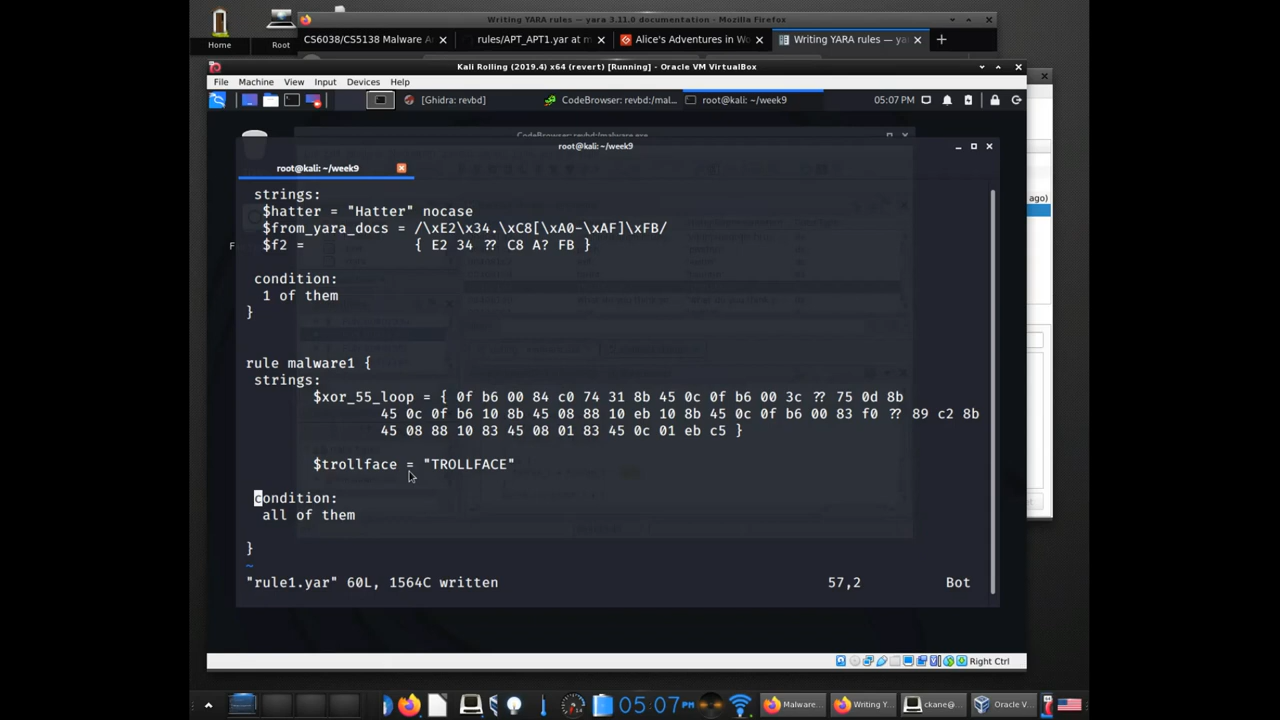 Writing YARA rules — yara 3.11.0 documentation - Mozilla Firefox
CS6038/CS5138 Malware A
rules/APT_APT1.yar at m
Alice's Adventures in Wo
Writing YARA rules — ya
Home
Root
Kali Rolling (2019.4) x64 (revert) [Running] - Oracle VM VirtualBox
File Machine View Input Devices Help
[Ghidra: revbd]
CodeBrowser: revbd:/mal...
root@kali: ~/week9
05:07 PM
CodeBrowser: revbd:/malware.exe
root@kali: ~/week9
root@kali: ~/week9
strings:
$hatter = "Hatter" nocase
$from_yara_docs = /\xE2\x34.\xC8[\xA0-\xAF]\xFB/
$f2 = { E2 34 ?? C8 A? FB }
ago)
condition:
1 of them
}
rule malware1 {
strings:
$xor_55_loop = { 0f b6 00 84 c0 74 31 8b 45 0c 0f b6 00 3c ?? 75 0d 8b
45 0c 0f b6 10 8b 45 08 88 10 eb 10 8b 45 0c 0f b6 00 83 f0 ?? 89 c2 8b
45 08 88 10 83 45 08 01 83 45 0c 01 eb c5 }
$trollface = "TROLLFACE"
condition:
all of them
}
~
"rule1.yar" 60L, 1564C written 57,2 Bot
Right Ctrl
05:07PM
Malware...
Writing Y...
ckane@...
Oracle V...